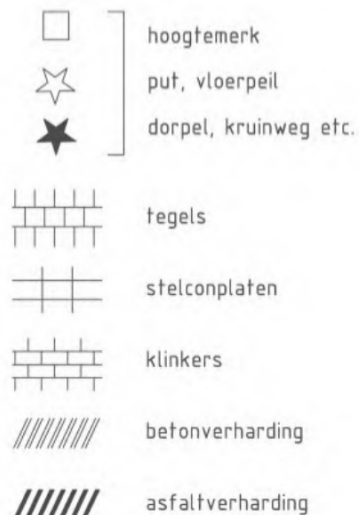 hoogtemerk
put, vloerpeil
dorpel, kruinweg etc.
tegels
stelconplaten
klinkers
betonverharding
asfaltverharding